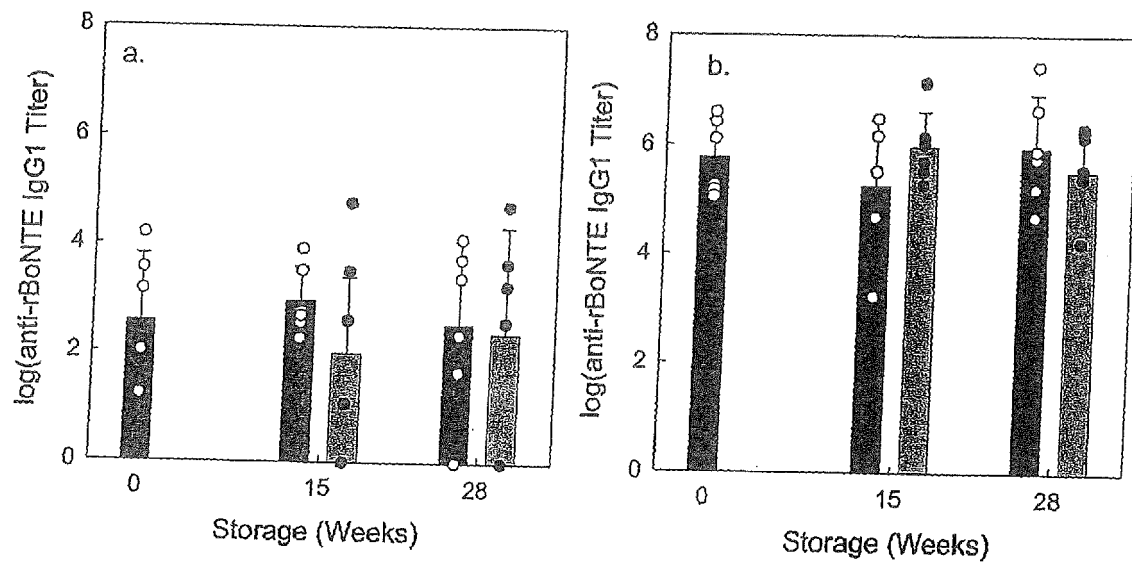 a.
log(anti-rBoNTE IgG1 Titer)
8
6
4
2
0
0
15
28
Storage (Weeks)
b.
log(anti-rBoNTE IgG1 Titer)
8
6
4
2
0
0
15
28
Storage (Weeks)